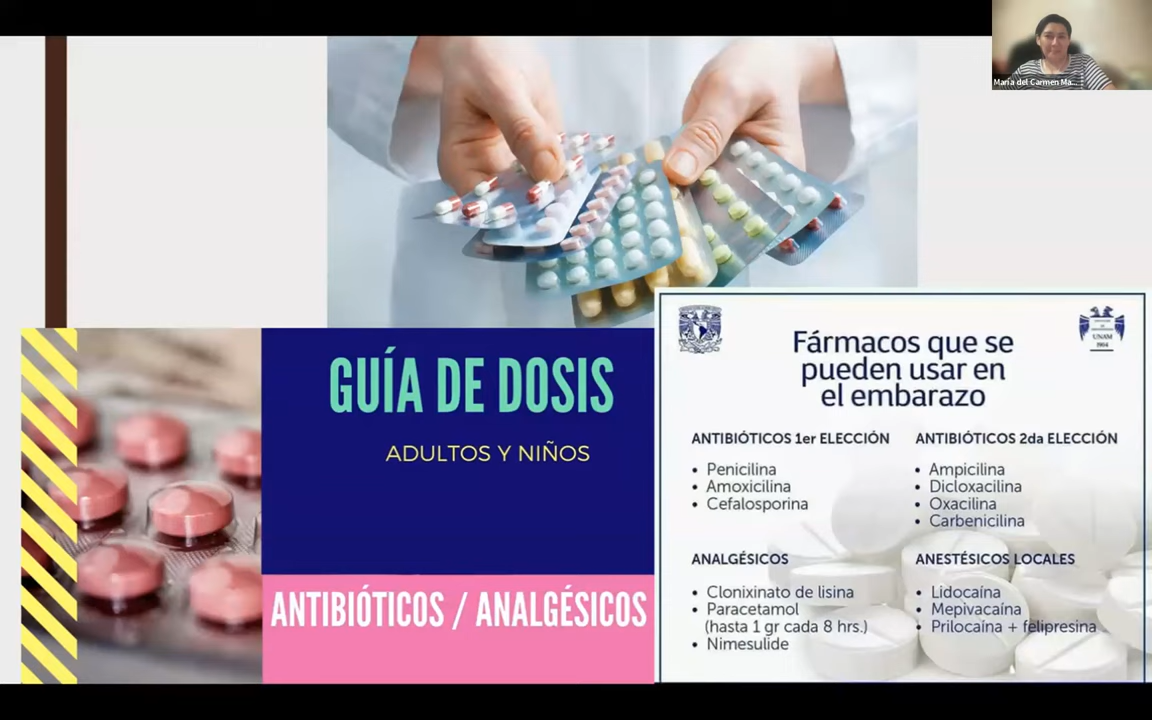 María del Carmen Ma...
GUÍA DE DOSIS
ADULTOS Y NIÑOS
ANTIBIÓTICOS / ANALGÉSICOS
UNAM
1904
Fármacos que se
pueden usar en
el embarazo
ANTIBIÓTICOS 1er ELECCIÓN
• Penicilina
• Amoxicilina
• Cefalosporina
ANTIBIÓTICOS 2da ELECCIÓN
• Ampicilina
• Dicloxacilina
• Oxacilina
• Carbenicilina
ANALGÉSICOS
• Clonixinato de lisina
• Paracetamol
(hasta 1 gr cada 8 hrs.)
• Nimesulide
ANESTÉSICOS LOCALES
• Lidocaína
• Mepivacaína
• Prilocaína + felipresina